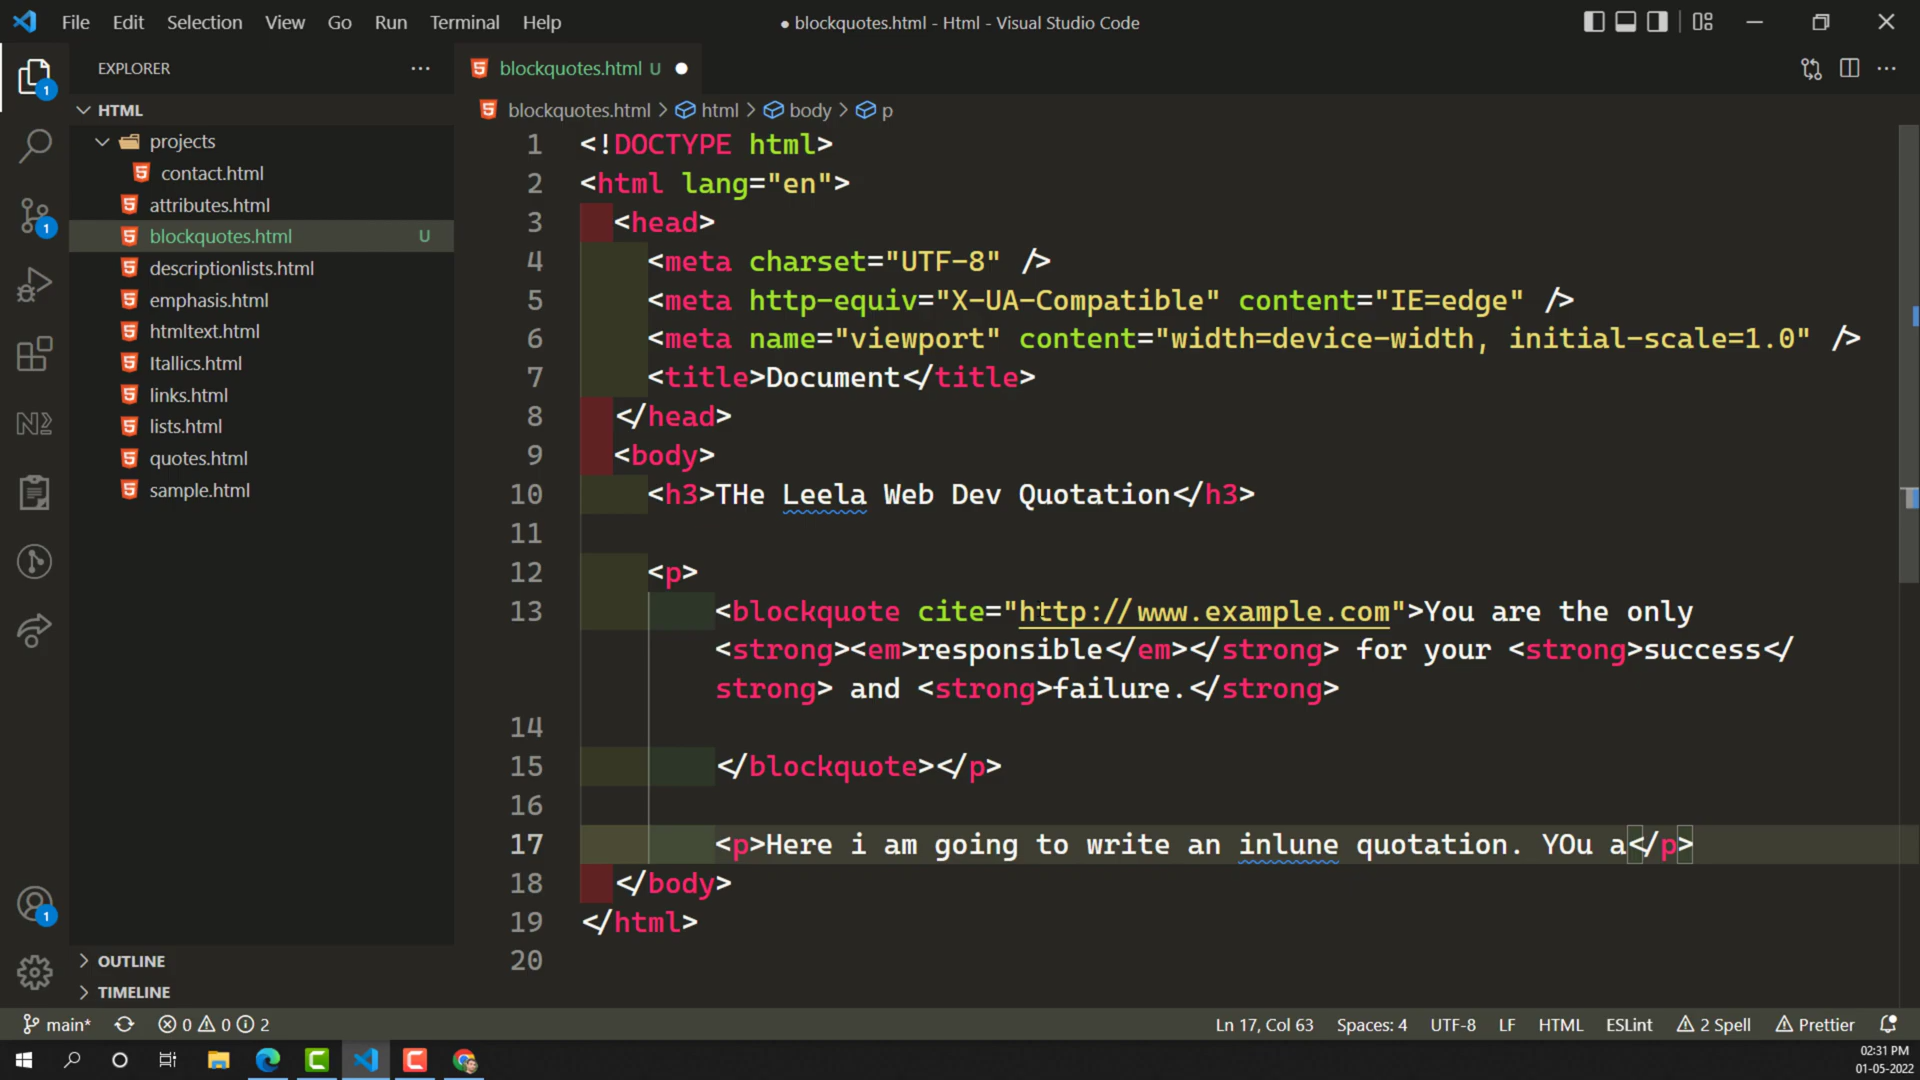 File Edit Selection View Go Run Terminal Help
● blockquotes.html - Html - Visual Studio Code
EXPLORER
HTML
projects
contact.html
attributes.html
blockquotes.html U
descriptionlists.html
emphasis.html
htmltext.html
Itallics.html
links.html
lists.html
quotes.html
sample.html
OUTLINE
TIMELINE
1
1
1
blockquotes.html U ●
blockquotes.html > html > body > p
1 <!DOCTYPE html>
2 <html lang="en">
3 <head>
4 <meta charset="UTF-8" />
5 <meta http-equiv="X-UA-Compatible" content="IE=edge" />
6 <meta name="viewport" content="width=device-width, initial-scale=1.0" />
7 <title>Document</title>
8 </head>
9 <body>
10 <h3>THe Leela Web Dev Quotation</h3>
11
12 <p>
13 <blockquote cite="http://www.example.com">You are the only
<strong><em>responsible</em></strong> for your <strong>success</
strong> and <strong>failure.</strong>
14
15 </blockquote></p>
16
17 <p>Here i am going to write an inlune quotation. YOu a</p>
18 </body>
19 </html>
20
main* 0 0 2 Ln 17, Col 63 Spaces: 4 UTF-8 LF HTML ESLint 2 Spell Prettier
02:31 PM
01-05-2022